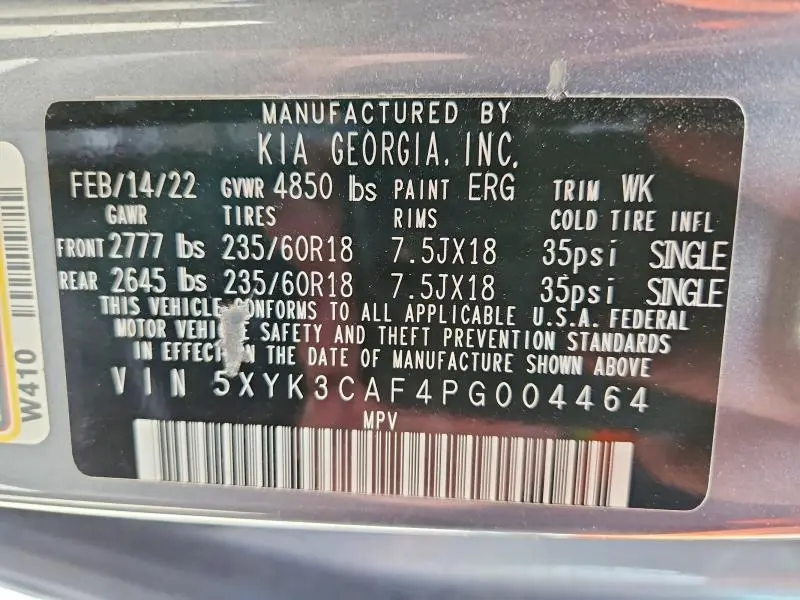 MANUFACTURED BY
KIA GEORGIA, INC.
FEB/14/22 GVWR 4850 lbs PAINT ERG TRIM WK
GAWR TIRES RIMS COLD TIRE INFL
FRONT 2777 lbs 235/60R18 7.5JX18 35psi SINGLE
REAR 2645 lbs 235/60R18 7.5JX18 35psi SINGLE
THIS VEHICLE CONFORMS TO ALL APPLICABLE U.S.A. FEDERAL
MOTOR VEHICLE SAFETY AND THEFT PREVENTION STANDARDS
IN EFFECT ON THE DATE OF MANUFACTURE SHOWN ABOVE
VIN 5XYK3CAF4PG004464
MPV
W410